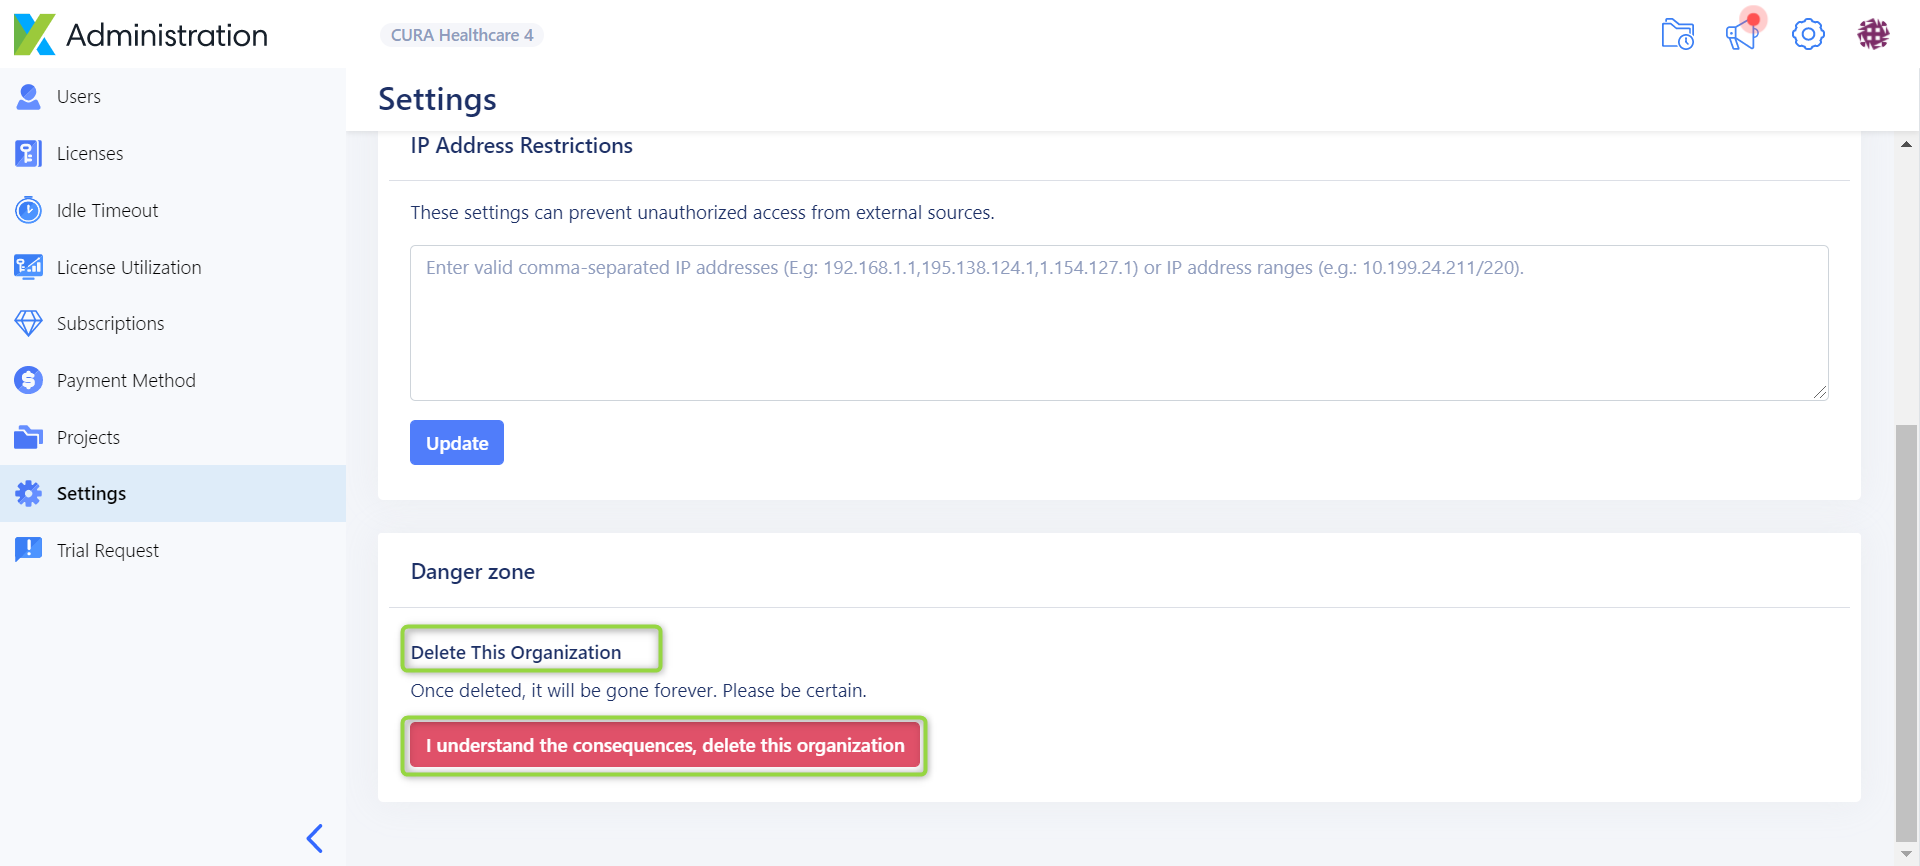 Administration
CURA Healthcare 4
Users
Licenses
Idle Timeout
License Utilization
Subscriptions
Payment Method
Projects
Settings
Trial Request
Settings
IP Address Restrictions
These settings can prevent unauthorized access from external sources.
Enter valid comma-separated IP addresses (E.g: 192.168.1.1,195.138.124.1,1.154.127.1) or IP address ranges (e.g.: 10.199.24.211/220).
Update
Danger zone
Delete This Organization
Once deleted, it will be gone forever. Please be certain.
I understand the consequences, delete this organization